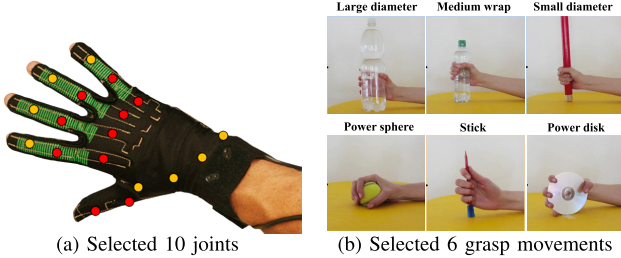 Large diameter Medium wrap Small diameter
Power sphere Stick Power disk
(a) Selected 10 joints (b) Selected 6 grasp movements